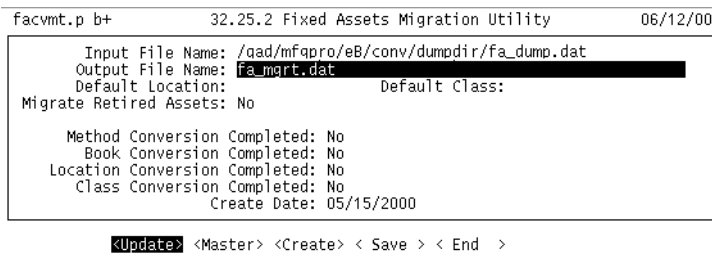 facvmt.p b+ 32.25.2 Fixed Assets Migration Utility 06/12/00
Input File Name: /qad/mfgpro/eB/conv/dumpdir/fa_dump.dat
Output File Name: fa_mgrt.dat
Default Location: Default Class:
Migrate Retired Assets: No
Method Conversion Completed: No
Book Conversion Completed: No
Location Conversion Completed: No
Class Conversion Completed: No
Create Date: 05/15/2000
<Update> <Master> <Create> < Save > < End >